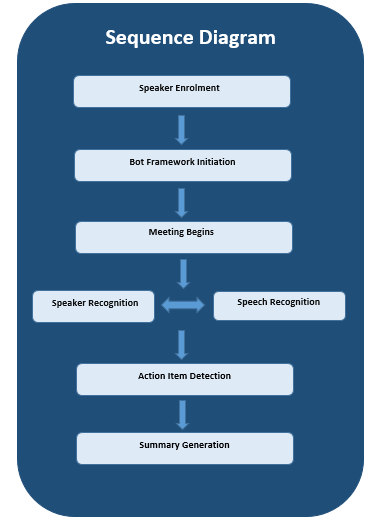 Sequence Diagram
Speaker Enrolment
Bot Framework Initiation
Meeting Begins
Speaker Recognition
Speech Recognition
Action Item Detection
Summary Generation